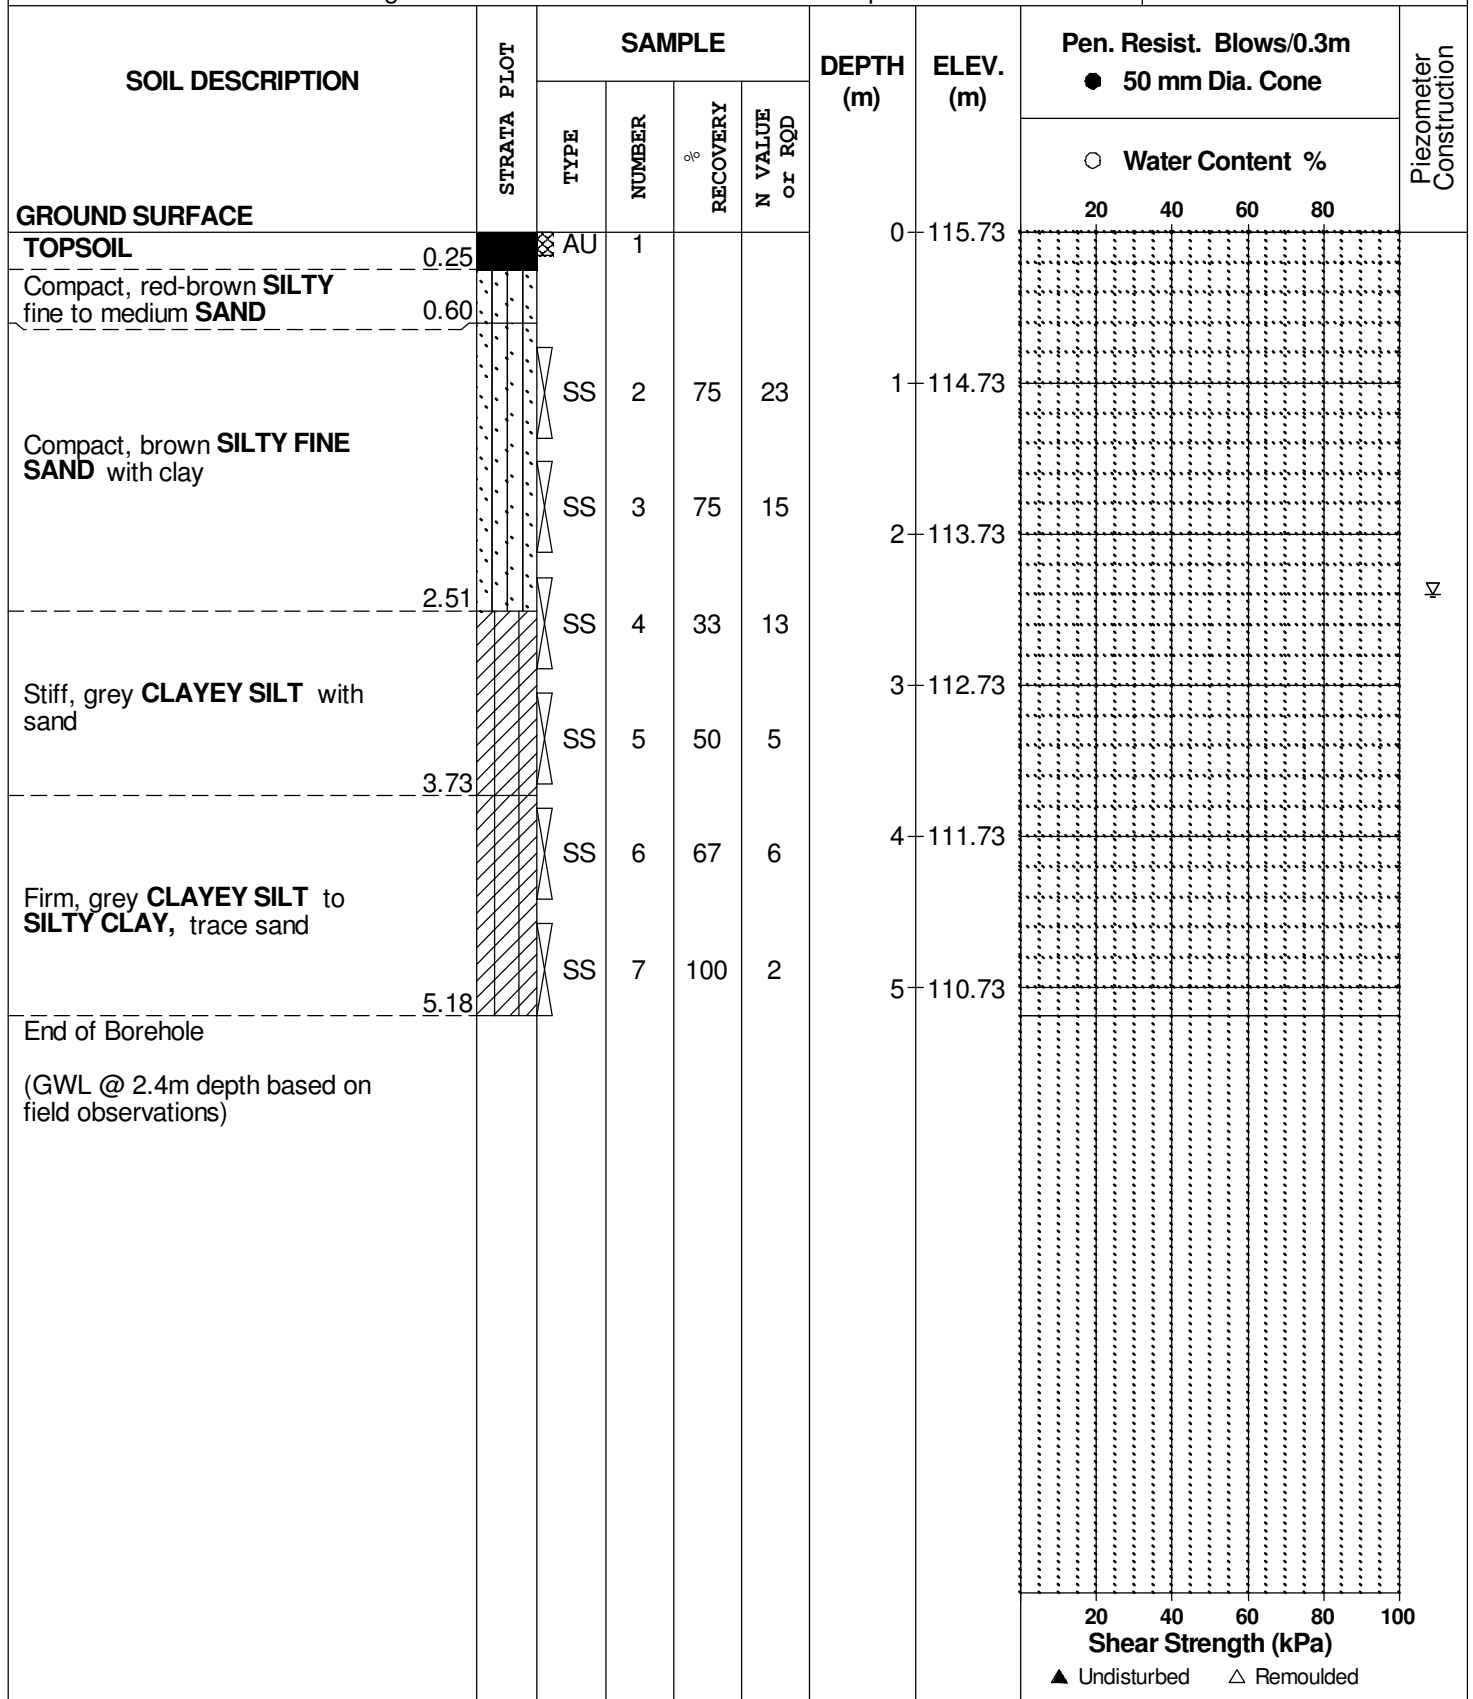 SOIL DESCRIPTION
STRATA PLOT
SAMPLE
TYPE
NUMBER
% RECOVERY
N VALUE or RQD
DEPTH (m)
ELEV. (m)
Pen. Resist. Blows/0.3m
● 50 mm Dia. Cone
○ Water Content %
20 40 60 80
Piezometer Construction
GROUND SURFACE
0 115.73
TOPSOIL
0.25
AU 1
Compact, red-brown SILTY
fine to medium SAND 0.60
SS 2 75 23
1 114.73
Compact, brown SILTY FINE
SAND with clay
SS 3 75 15
2 113.73
2.51
SS 4 33 13
Stiff, grey CLAYEY SILT with
sand
3 112.73
SS 5 50 5
3.73
4 111.73
SS 6 67 6
Firm, grey CLAYEY SILT to
SILTY CLAY, trace sand
SS 7 100 2
5 110.73
5.18
End of Borehole
(GWL @ 2.4m depth based on
field observations)
20 40 60 80 100
Shear Strength (kPa)
▲ Undisturbed △ Remoulded